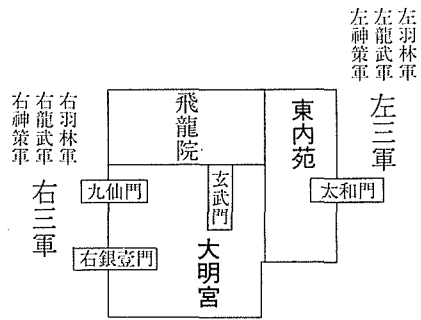 左羽林軍
左龍武軍
左神策軍
左三軍
右羽林軍
右龍武軍
右神策軍
右三軍
飛龍院
東內苑
玄武門
九仙門
太和門
右銀臺門
大明宮